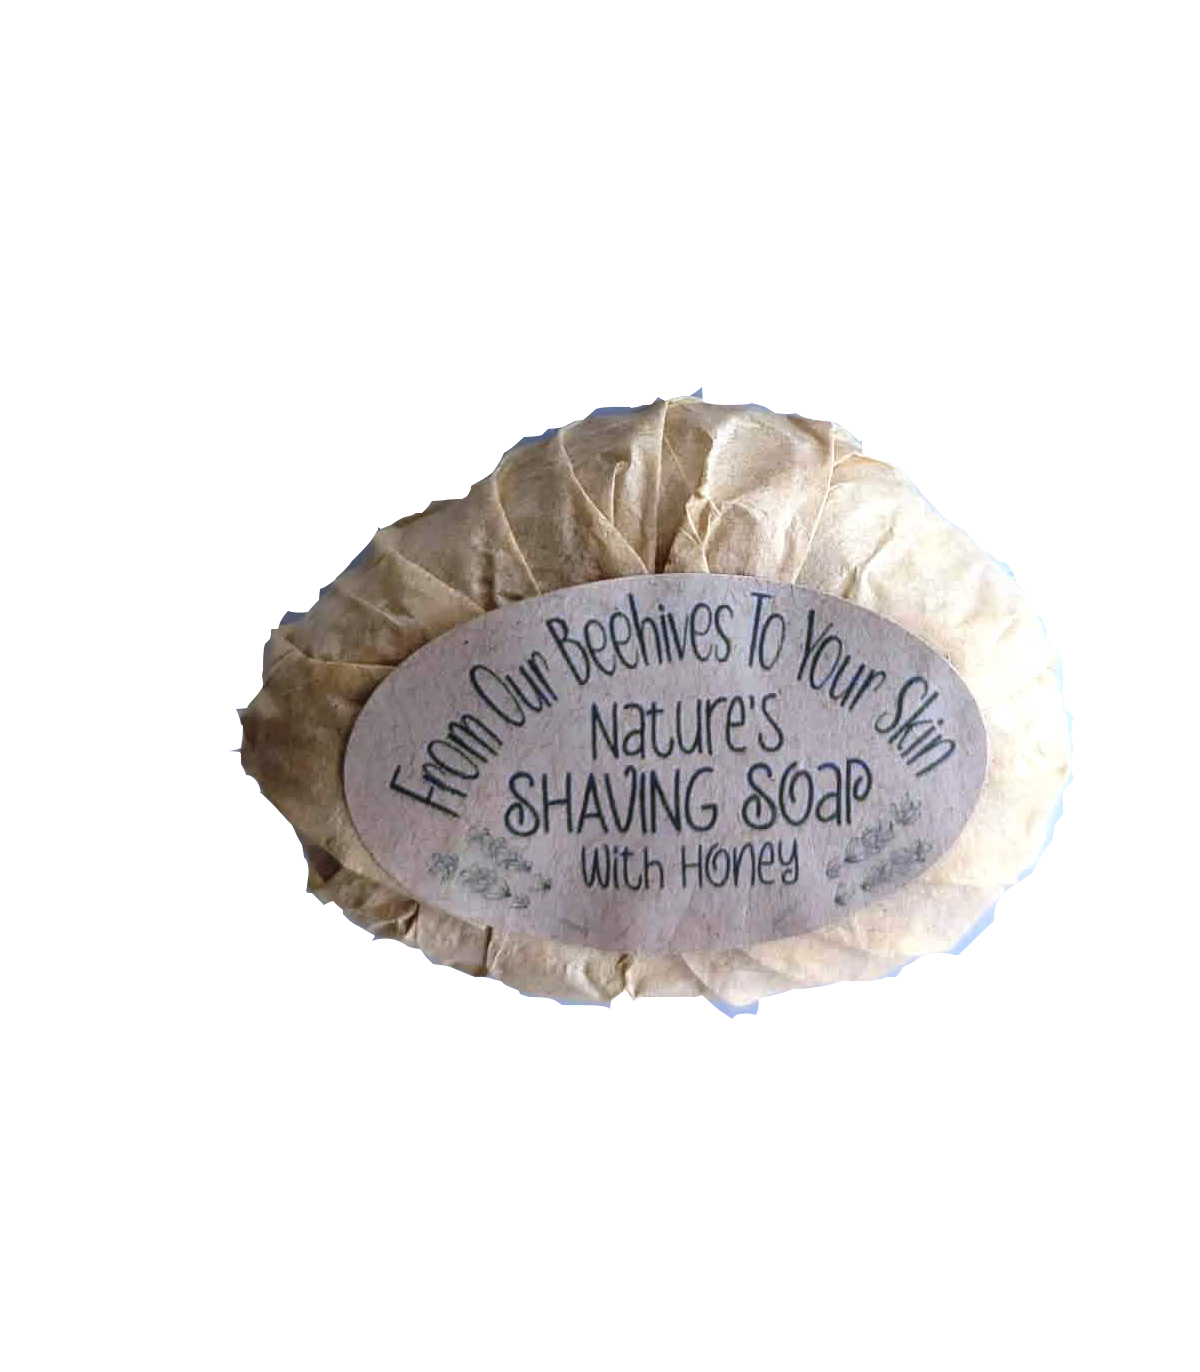 From Our Beehives To Your Skin
Nature's
SHAVING SOAP
With Honey